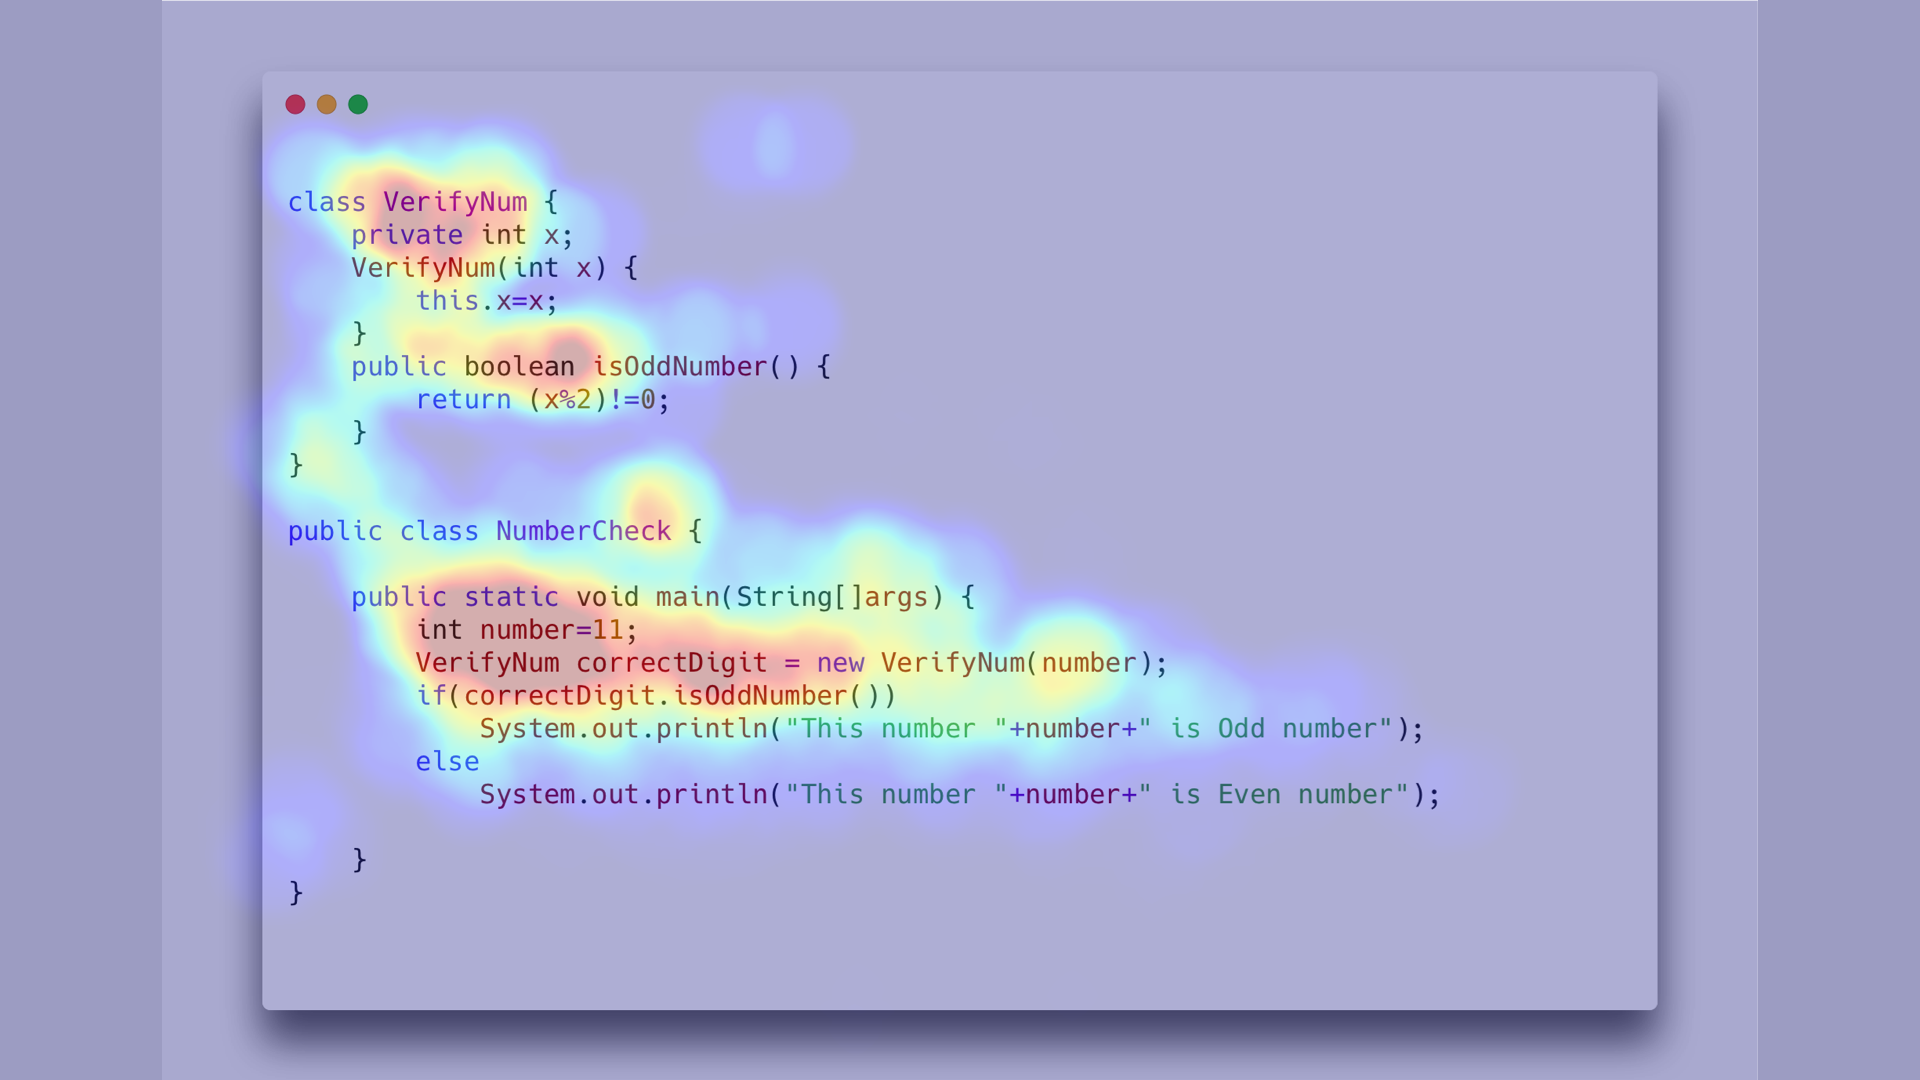 class VerifyNum {
    private int x;
    VerifyNum(int x) {
        this.x=x;
    }
    public boolean isOddNumber() {
        return (x%2)!=0;
    }
}

public class NumberCheck {

    public static void main(String[]args) {
        int number=11;
        VerifyNum correctDigit = new VerifyNum(number);
        if(correctDigit.isOddNumber())
            System.out.println("This number "+number+" is Odd number");
        else
            System.out.println("This number "+number+" is Even number");

    }
}